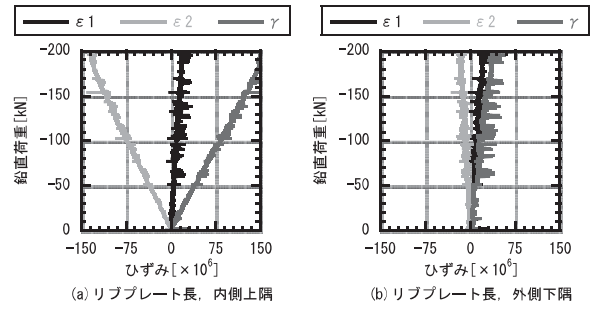 ε1 ε2 γ
-200
-150
-100
-50
0
鉛直荷重[kN]
-150 -75 0 75 150
ひずみ[×10⁶]
(a)リブプレート長, 内側上隅
ε1 ε2 γ
-200
-150
-100
-50
0
鉛直荷重[kN]
-150 -75 0 75 150
ひずみ[×10⁶]
(b)リブプレート長, 外側下隅